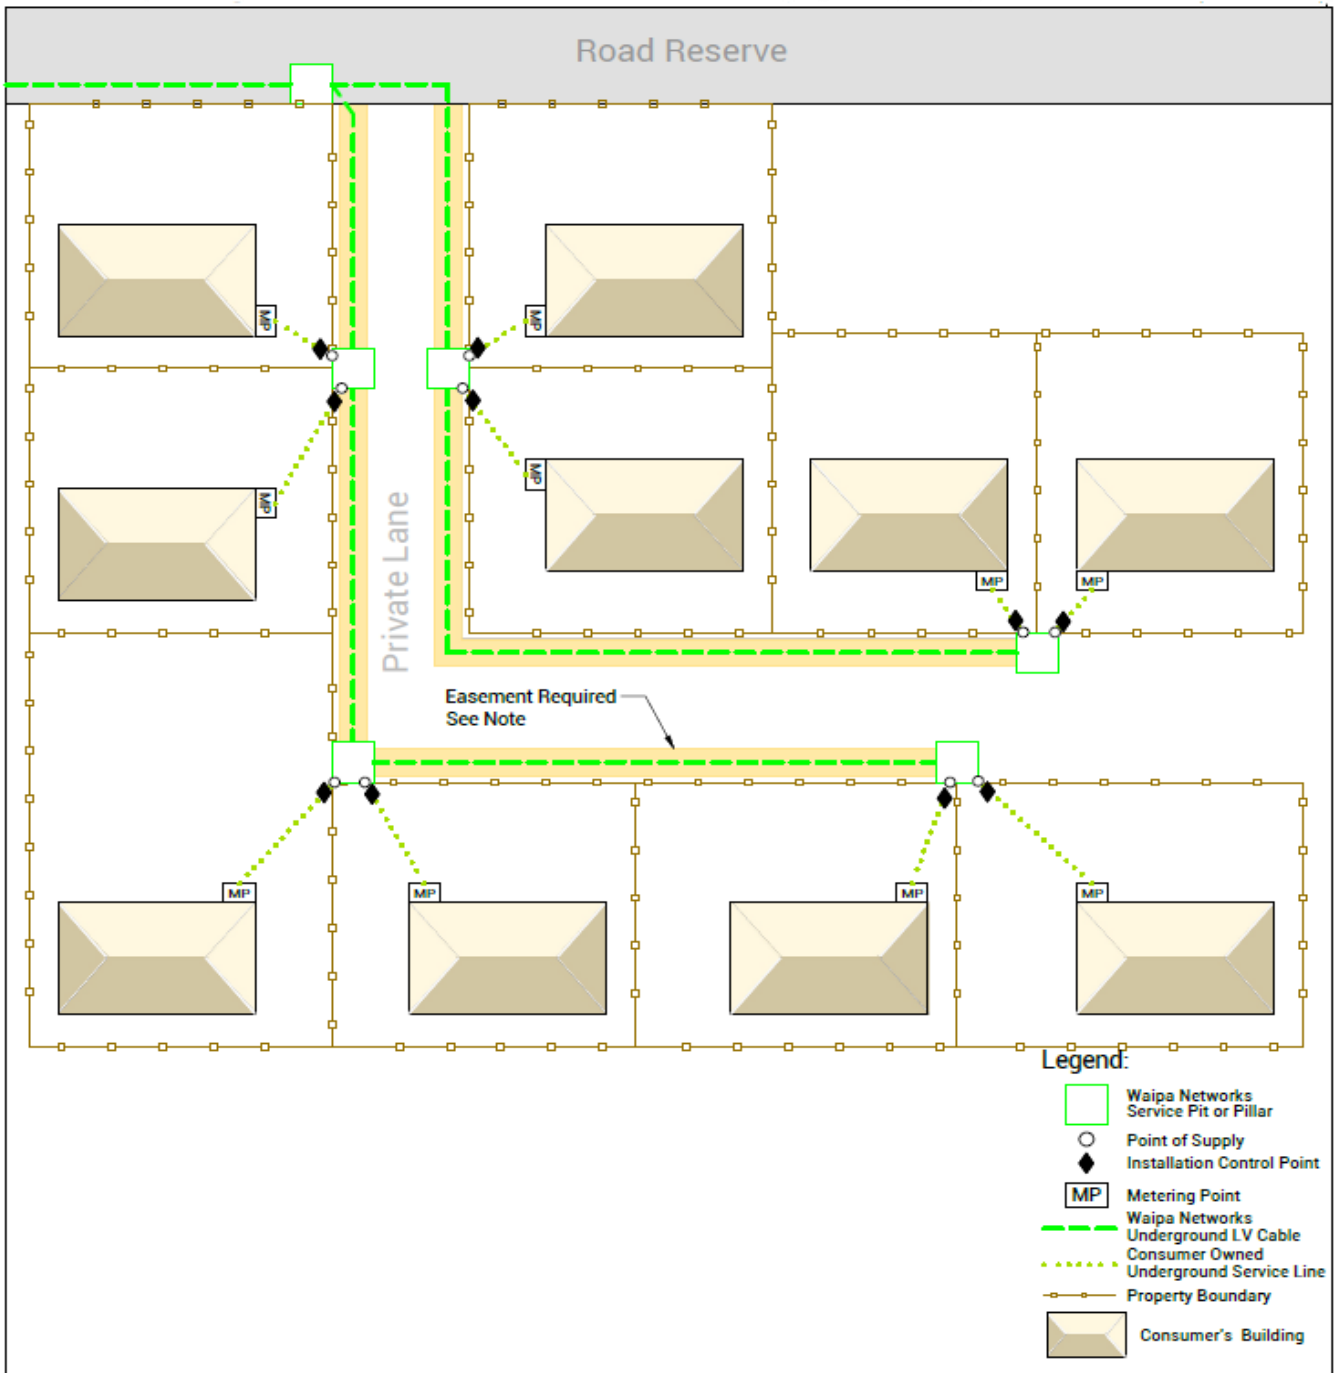 Road Reserve
MP
MP
MP
MP
MP
MP
Private Lane
Easement Required
See Note
MP
MP
MP
MP
Legend:
Waipa Networks
Service Pit or Pillar
Point of Supply
Installation Control Point
MP
Metering Point
Waipa Networks
Underground LV Cable
Consumer Owned
Underground Service Line
Property Boundary
Consumer's Building